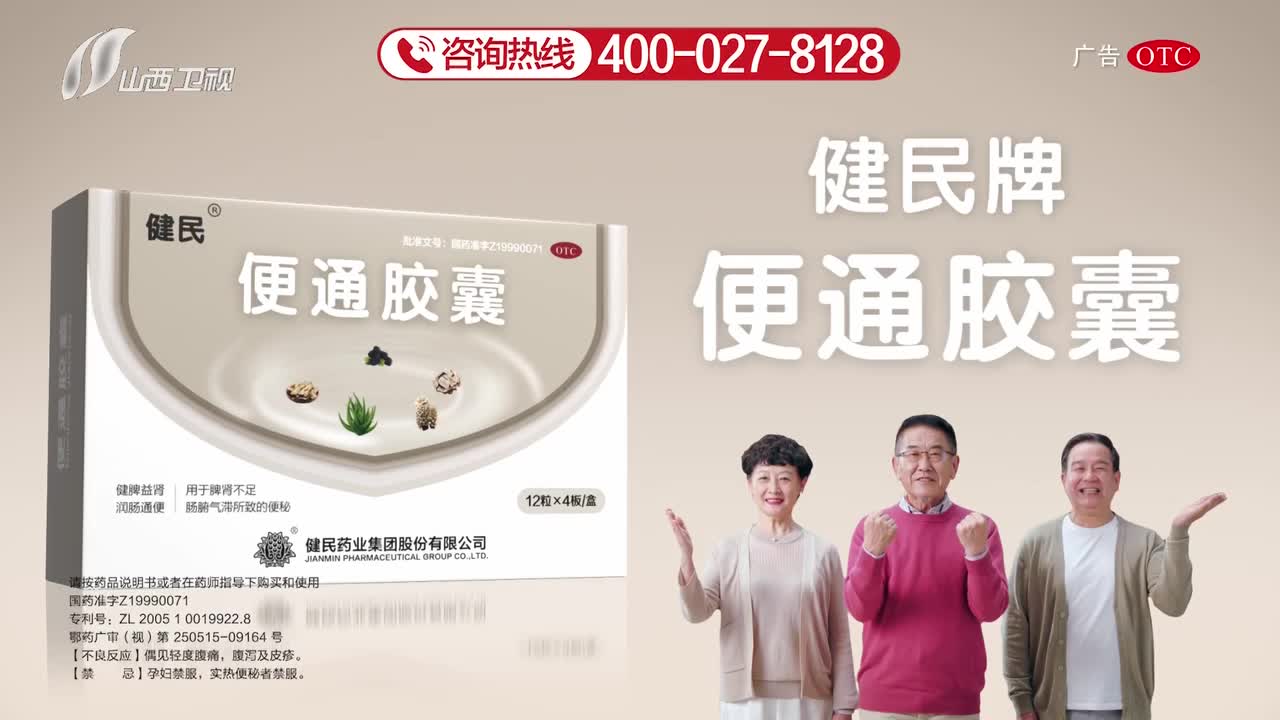 山西卫视
咨询热线 400-027-8128
广告 OTC
健民牌
便通胶囊
健民®
批准文号：国药准字Z19990071 OTC
便通胶囊
健脾益肾 用于脾肾不足
润肠通便 肠腑气滞所致的便秘
12粒×4板/盒
健民药业集团股份有限公司
JIANMIN PHARMACEUTICAL GROUP CO.,LTD.
请按药品说明书或者在药师指导下购买和使用
国药准字Z19990071
专利号：ZL 2005 1 0019922.8
鄂药广审（视）第 250515-09164 号
【不良反应】偶见轻度腹痛，腹泻及皮疹。
【禁 忌】孕妇禁服，实热便秘者禁服。